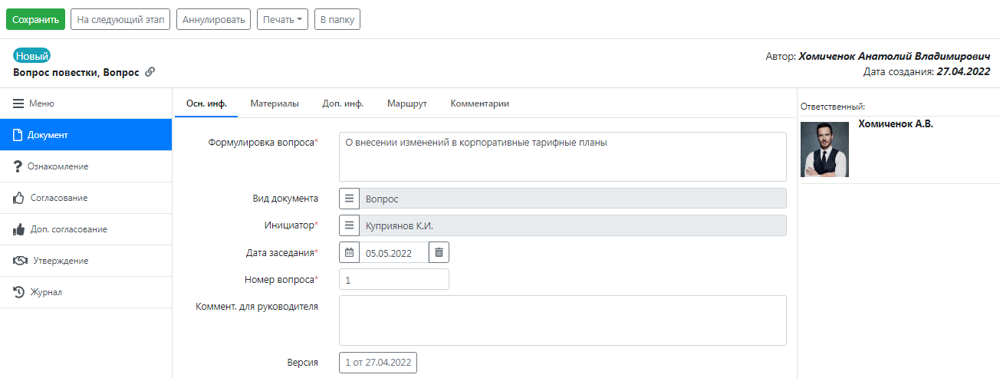 Сохранить На следующий этап Аннулировать Печать В папку
Новый
Вопрос повестки, Вопрос
Автор: Хомиченок Анатолий Владимирович
Дата создания: 27.04.2022
Меню
Документ
Ознакомление
Согласование
Доп. согласование
Утверждение
Журнал
Осн. инф. Материалы Доп. инф. Маршрут Комментарии
Формулировка вопроса* О внесении изменений в корпоративные тарифные планы
Вид документа Вопрос
Инициатор* Куприянов К.И.
Дата заседания* 05.05.2022
Номер вопроса* 1
Коммент. для руководителя
Версия 1 от 27.04.2022
Ответственный:
Хомиченок А.В.